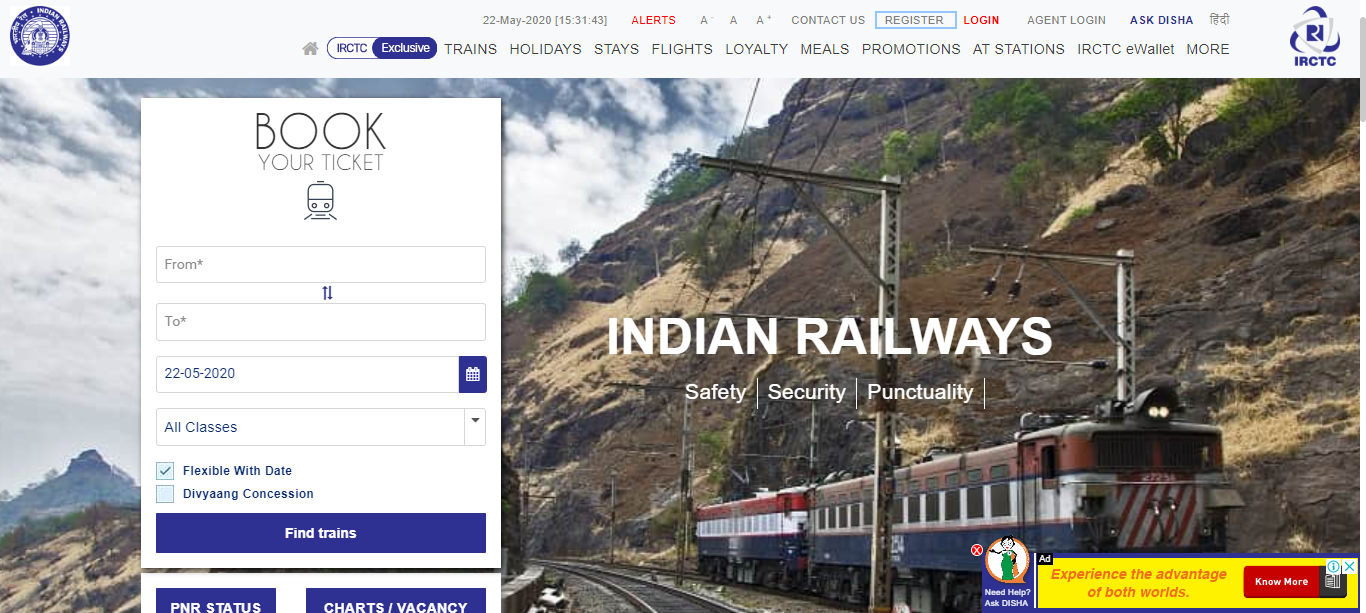 22-May-2020 [15:31:43] ALERTS A- A A+ CONTACT US REGISTER LOGIN AGENT LOGIN ASK DISHA हिंदी
IRCTC Exclusive TRAINS HOLIDAYS STAYS FLIGHTS LOYALTY MEALS PROMOTIONS AT STATIONS IRCTC eWallet MORE
INDIAN RAILWAYS
भारतीय रेल
IRCTC
BOOK
YOUR TICKET
From*
To*
22-05-2020
All Classes
Flexible With Date
Divyaang Concession
Find trains
PNR STATUS
CHARTS / VACANCY
INDIAN RAILWAYS
Safety Security Punctuality
Need Help?
Ask DISHA
Ad
Experience the advantage
of both worlds.
Know More